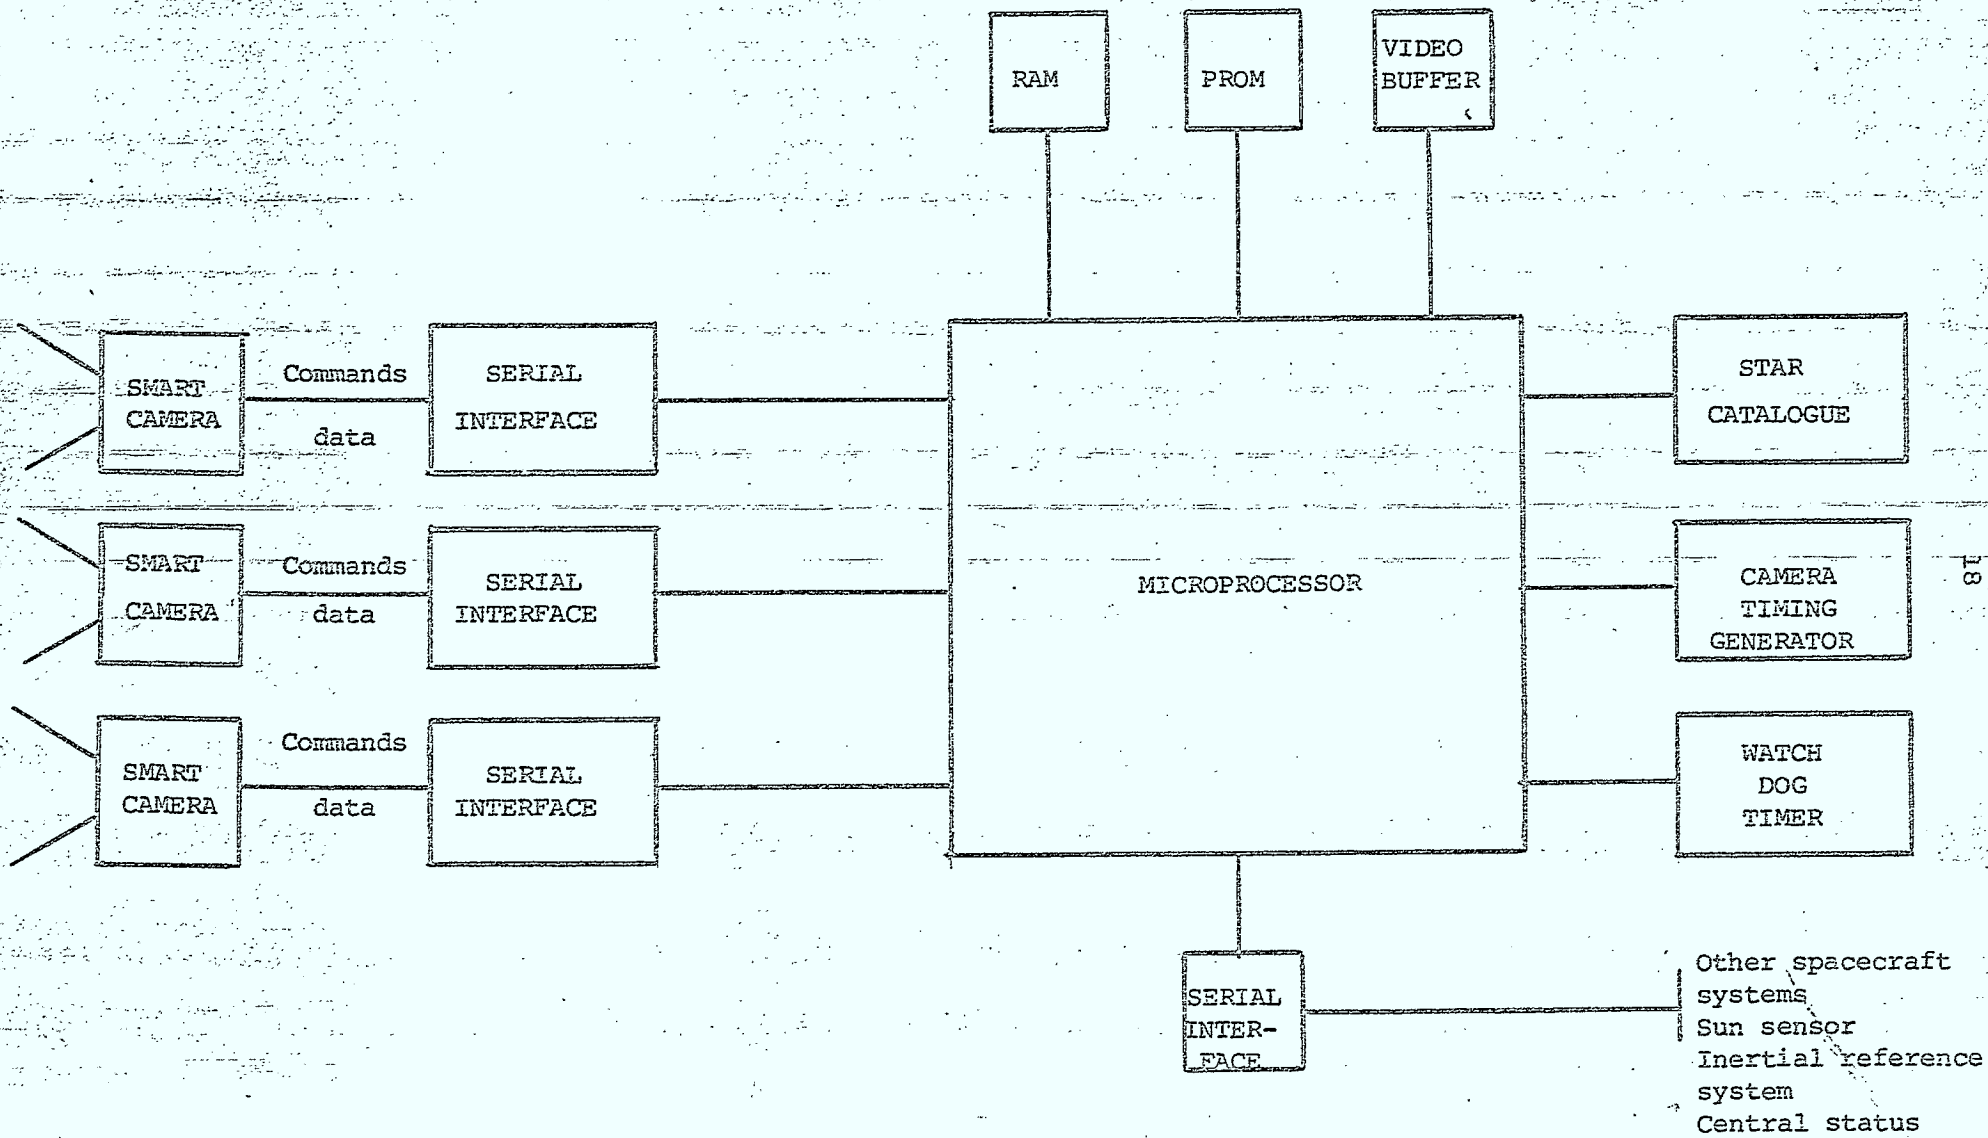 RAM
PROM
VIDEO
BUFFER
SMART
CAMERA
Commands
data
SERIAL
INTERFACE
STAR
CATALOGUE
SMART
CAMERA
Commands
data
SERIAL
INTERFACE
MICROPROCESSOR
CAMERA
TIMING
GENERATOR
18
SMART
CAMERA
Commands
data
SERIAL
INTERFACE
WATCH
DOG
TIMER
SERIAL
INTER-
FACE
Other spacecraft
systems
Sun sensor
Inertial reference
system
Central status